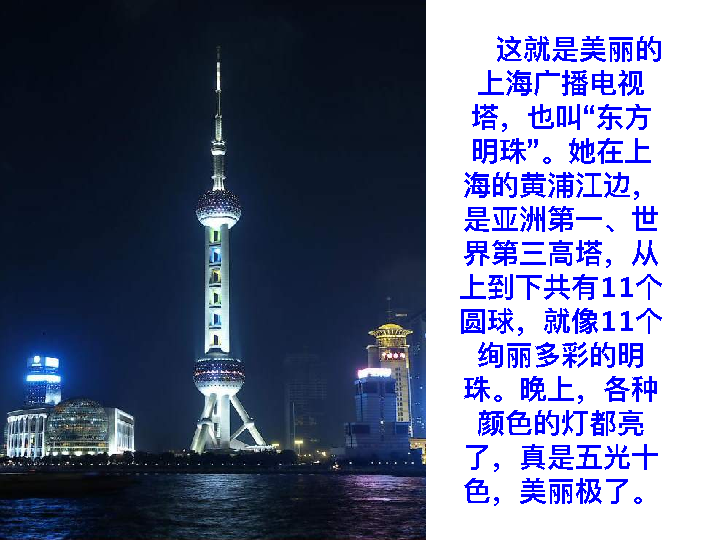 这就是美丽的
上海广播电视
塔，也叫“东方
明珠”。她在上
海的黄浦江边，
是亚洲第一、世
界第三高塔，从
上到下共有11个
圆球，就像11个
绚丽多彩的明
珠。晚上，各种
颜色的灯都亮
了，真是五光十
色，美丽极了。